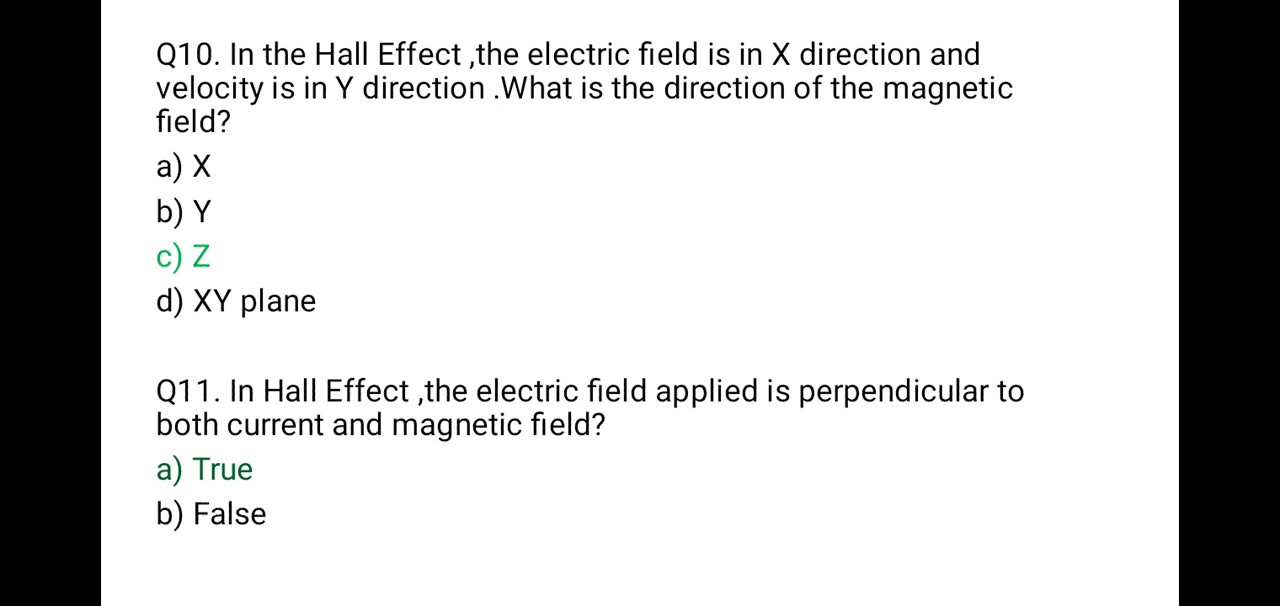 Q10. In the Hall Effect ,the electric field is in X direction and
velocity is in Y direction .What is the direction of the magnetic
field?
a) X
b) Y
c) Z
d) XY plane
Q11. In Hall Effect ,the electric field applied is perpendicular to
both current and magnetic field?
a) True
b) False